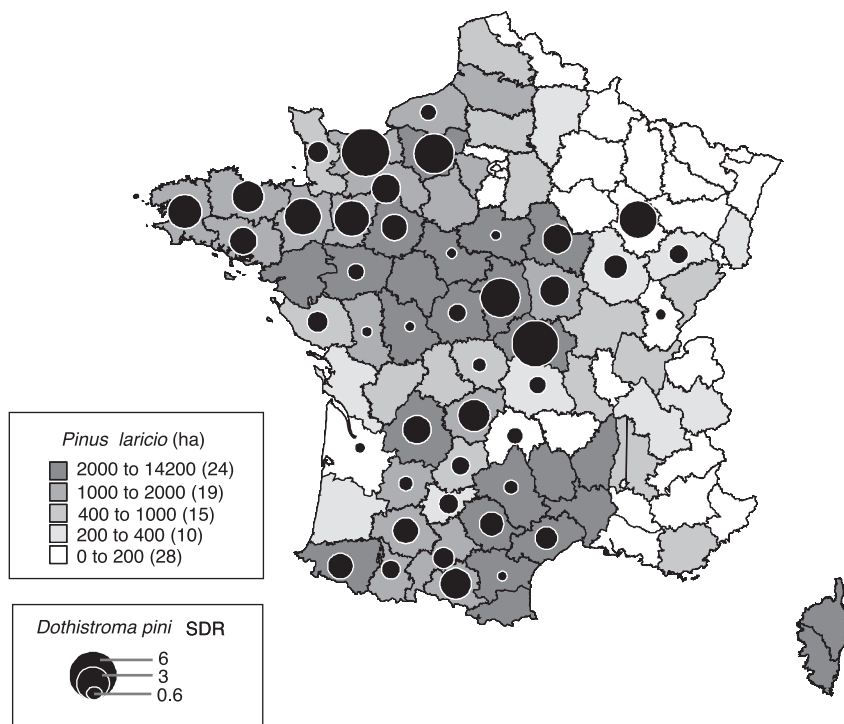 Pinus laricio (ha)
2000 to 14200 (24)
1000 to 2000 (19)
400 to 1000 (15)
200 to 400 (10)
0 to 200 (28)
Dothistroma pini SDR
6
3
0.6